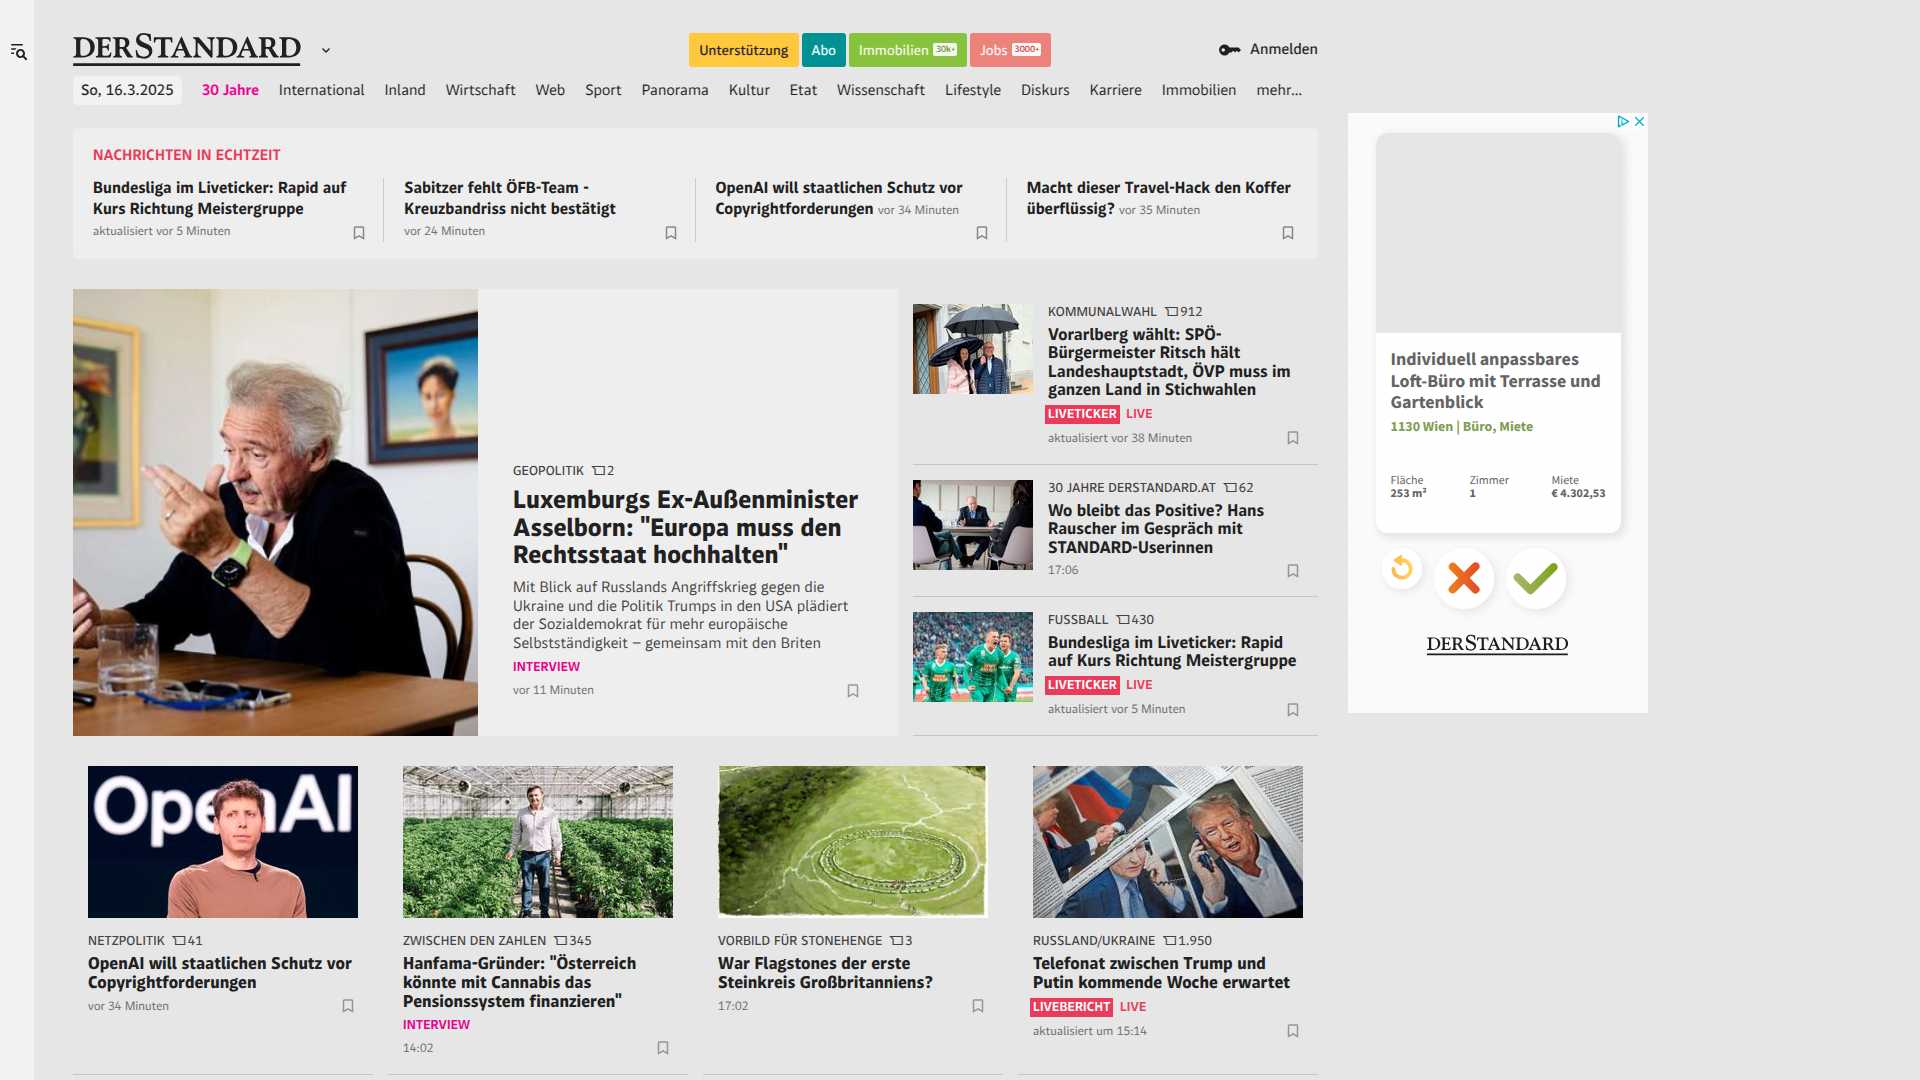 DERSTANDARD
Unterstützung
Abo
Immobilien 30k+
Jobs 3000+
Anmelden
So, 16.3.2025
30 Jahre
International
Inland
Wirtschaft
Web
Sport
Panorama
Kultur
Etat
Wissenschaft
Lifestyle
Diskurs
Karriere
Immobilien
mehr...
NACHRICHTEN IN ECHTZEIT
Bundesliga im Liveticker: Rapid auf
Kurs Richtung Meistergruppe
aktualisiert vor 5 Minuten
Sabitzer fehlt ÖFB-Team -
Kreuzbandriss nicht bestätigt
vor 24 Minuten
OpenAI will staatlichen Schutz vor
Copyrightforderungen vor 34 Minuten
Macht dieser Travel-Hack den Koffer
überflüssig? vor 35 Minuten
GEOPOLITIK 2
Luxemburgs Ex-Außenminister
Asselborn: "Europa muss den
Rechtsstaat hochhalten"
Mit Blick auf Russlands Angriffskrieg gegen die
Ukraine und die Politik Trumps in den USA plädiert
der Sozialdemokrat für mehr europäische
Selbstständigkeit – gemeinsam mit den Briten
INTERVIEW
vor 11 Minuten
KOMMUNALWAHL 912
Vorarlberg wählt: SPÖ-
Bürgermeister Ritsch hält
Landeshauptstadt, ÖVP muss im
ganzen Land in Stichwahlen
LIVETICKER LIVE
aktualisiert vor 38 Minuten
30 JAHRE DERSTANDARD.AT 62
Wo bleibt das Positive? Hans
Rauscher im Gespräch mit
STANDARD-Userinnen
17:06
FUSSBALL 430
Bundesliga im Liveticker: Rapid
auf Kurs Richtung Meistergruppe
LIVETICKER LIVE
aktualisiert vor 5 Minuten
OpenAI
NETZPOLITIK 41
OpenAI will staatlichen Schutz vor
Copyrightforderungen
vor 34 Minuten
ZWISCHEN DEN ZAHLEN 345
Hanfama-Gründer: "Österreich
könnte mit Cannabis das
Pensionssystem finanzieren"
INTERVIEW
14:02
VORBILD FÜR STONEHENGE 3
War Flagstones der erste
Steinkreis Großbritanniens?
17:02
RUSSLAND/UKRAINE 1.950
Telefonat zwischen Trump und
Putin kommende Woche erwartet
LIVEBERICHT LIVE
aktualisiert um 15:14
Individuell anpassbares
Loft-Büro mit Terrasse und
Gartenblick
1130 Wien | Büro, Miete
Fläche Zimmer Miete
253 m² 1 € 4.302,53
DERSTANDARD